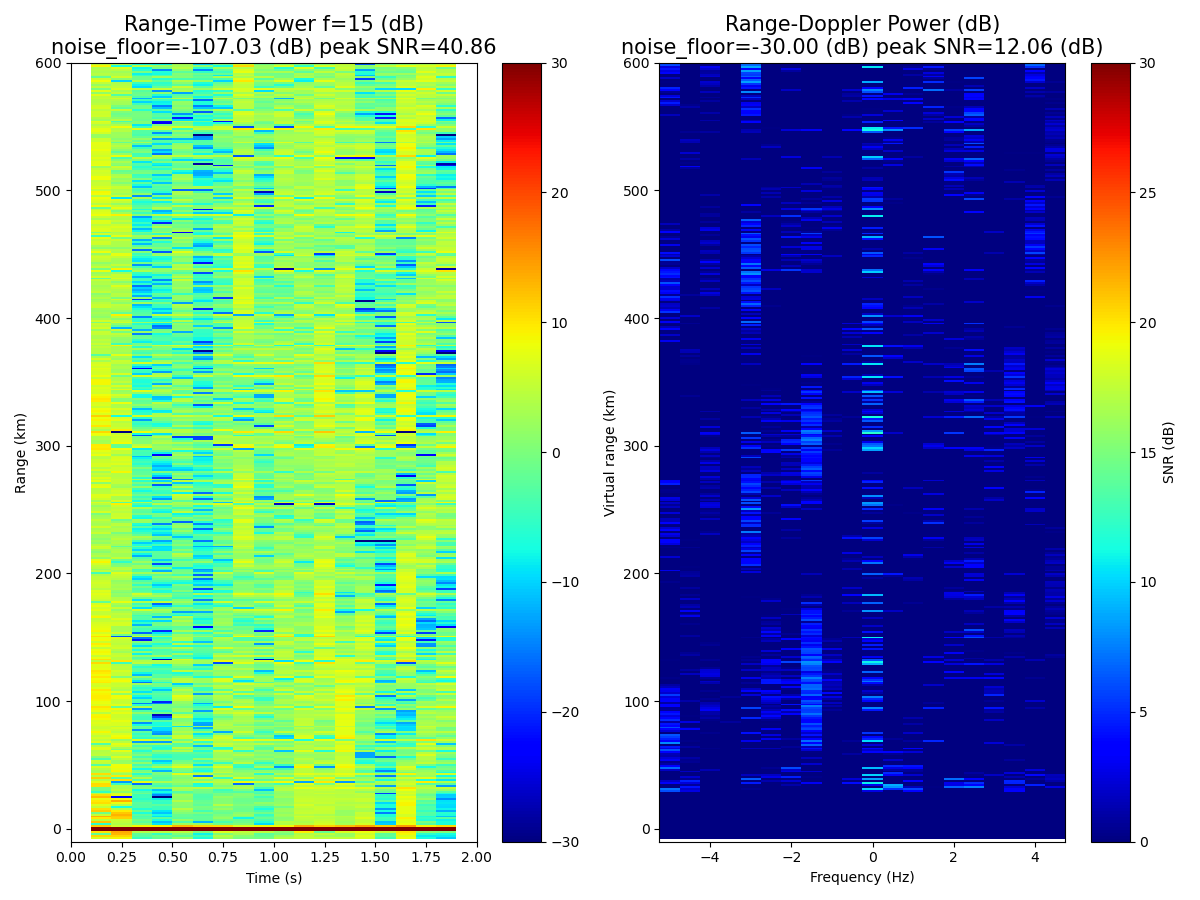 Range-Time Power f=15 (dB)
noise_floor=-107.03 (dB) peak SNR=40.86
Range (km)
600
500
400
300
200
100
0
0.00 0.25 0.50 0.75 1.00 1.25 1.50 1.75 2.00
Time (s)
30
20
10
0
−10
−20
−30
Range-Doppler Power (dB)
noise_floor=-30.00 (dB) peak SNR=12.06 (dB)
Virtual range (km)
600
500
400
300
200
100
0
−4 −2 0 2 4
Frequency (Hz)
30
25
20
15
10
5
0
SNR (dB)